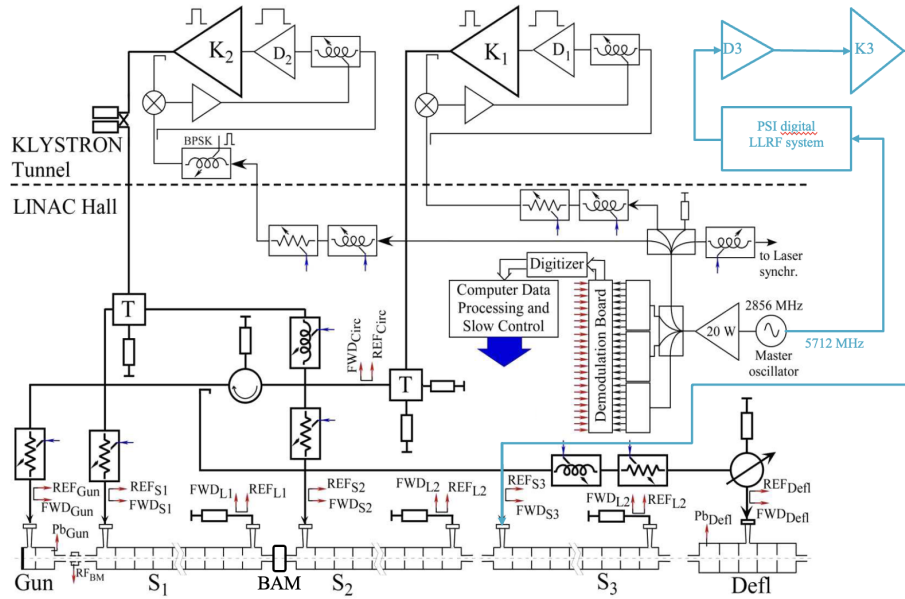 K2
D2
K1
D1
D3
K3
PSI digital
LLRF system
BPSK
KLYSTRON
Tunnel
LINAC Hall
to Laser
synchr.
Digitizer
Computer Data
Processing and
Slow Control
Demodulation Board
2856 MHz
20 W
5712 MHz
Master
oscillator
T
FWDCirc
REFCirc
T
REFGun
FWDGun
PbGun
REFS1
FWDS1
FWDL1
REFL1
REFS2
FWDS2
FWDL2
REFL2
REFS3
FWDS3
FWDL2
REFL2
PbDefl
REFDefl
FWDDefl
RFBM
Gun
S1
BAM
S2
S3
Defl